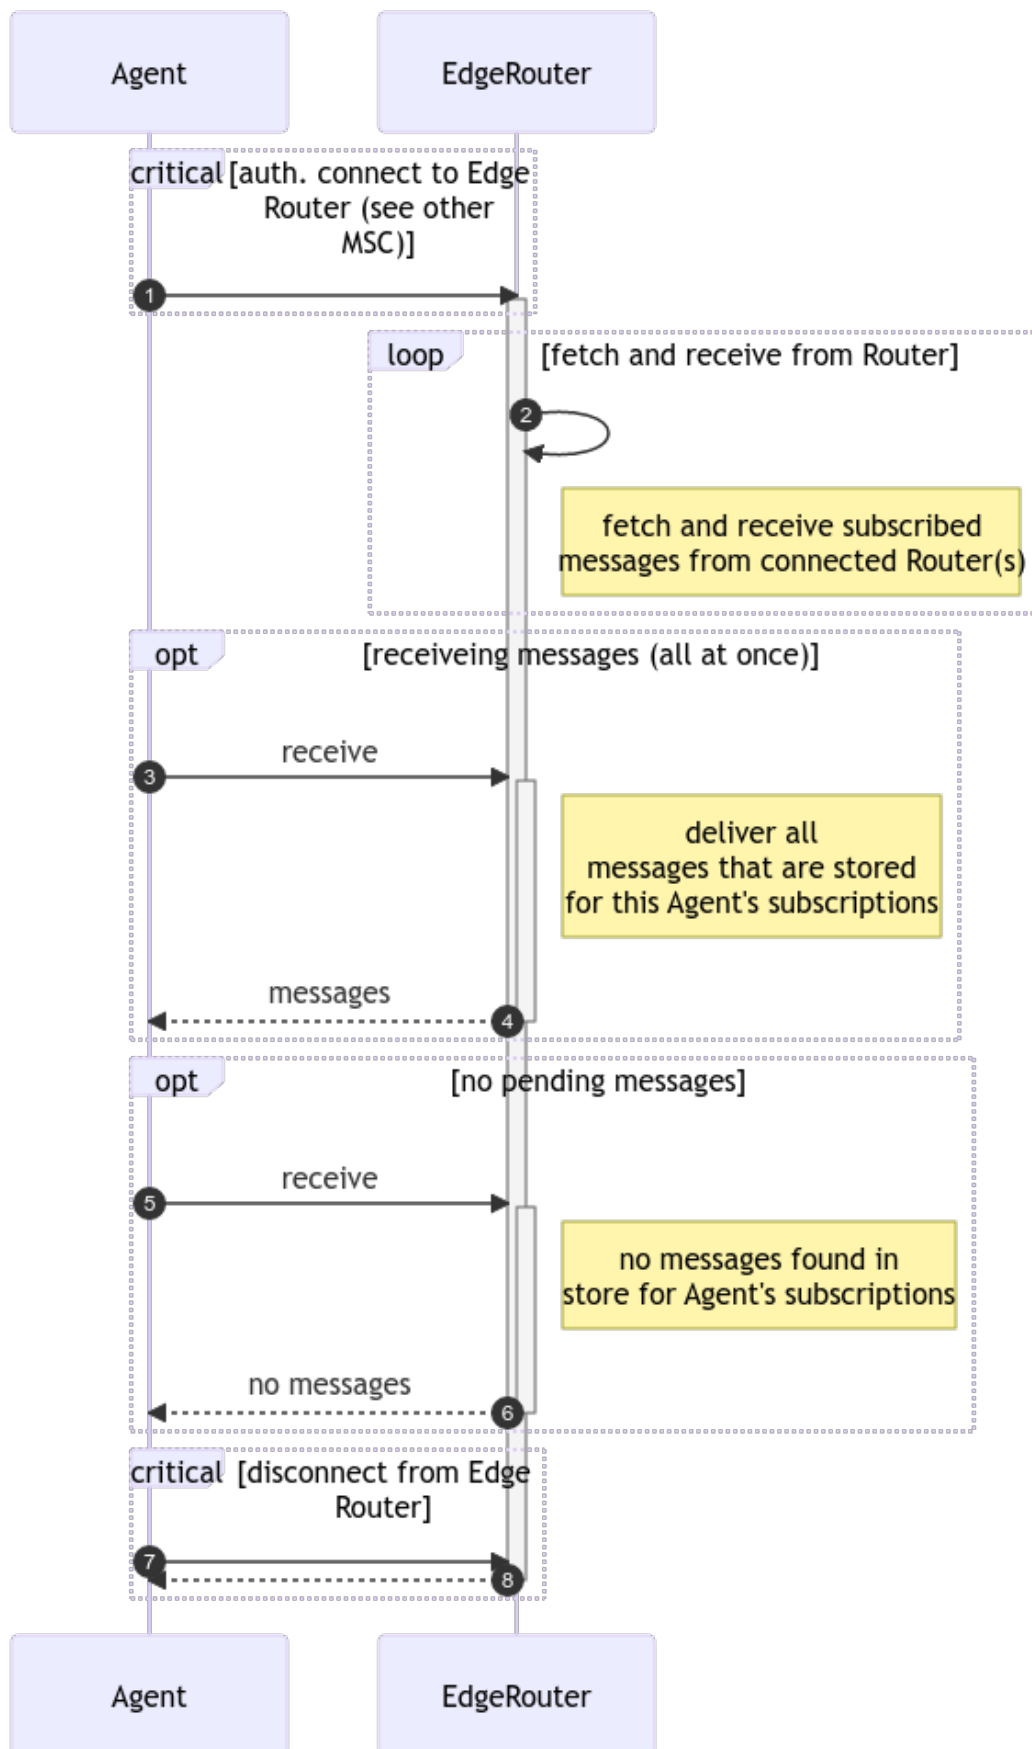 Agent
EdgeRouter
critical
[auth. connect to Edge
Router (see other
MSC)]
1
loop
[fetch and receive from Router]
2
fetch and receive subscribed
messages from connected Router(s)
opt
[receiveing messages (all at once)]
receive
3
deliver all
messages that are stored
for this Agent's subscriptions
messages
4
opt
[no pending messages]
receive
5
no messages found in
store for Agent's subscriptions
no messages
6
critical
[disconnect from Edge
Router]
7
8
Agent
EdgeRouter